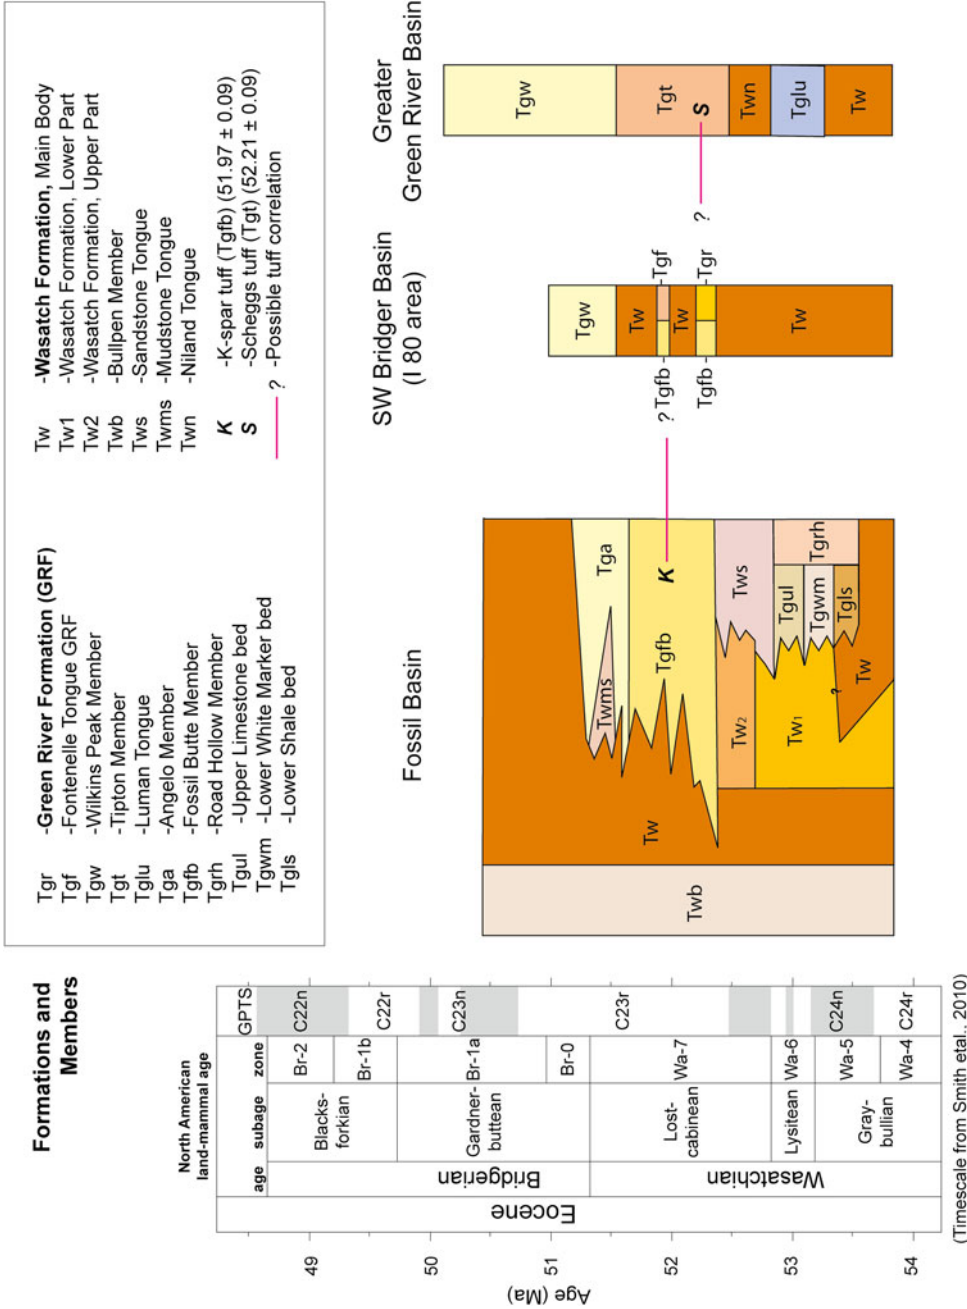 Formations and
Members
Tgr -Green River Formation (GRF)
Tgf -Fontenelle Tongue GRF
Tgw -Wilkins Peak Member
Tgt -Tipton Member
Tglu -Luman Tongue
Tga -Angelo Member
Tgfb -Fossil Butte Member
Tgrh -Road Hollow Member
Tgul -Upper Limestone bed
Tgwm -Lower White Marker bed
Tgls -Lower Shale bed
Tw -Wasatch Formation, Main Body
Tw1 -Wasatch Formation, Lower Part
Tw2 -Wasatch Formation, Upper Part
Twb -Bullpen Member
Tws -Sandstone Tongue
Twms -Mudstone Tongue
Twn -Niland Tongue
K -K-spar tuff (Tgfb) (51.97 ± 0.09)
S -Scheggs tuff (Tgt) (52.21 ± 0.09)
? -Possible tuff correlation
North American
land-mammal age
age subage zone GPTS
Age (Ma)
49
50
51
52
53
54
Eocene
Bridgerian
Wasatchian
Blacks-
forkian
Gardner-
buttean
Lost-
cabinean
Lysitean
Gray-
bullian
Br-2
Br-1b
Br-1a
Br-0
Wa-7
Wa-6
Wa-5
Wa-4
C22n
C22r
C23n
C23r
C24n
C24r
(Timescale from Smith etal., 2010)
Fossil Basin
Twb
Tw
Twms
Tga
Tgfb
K
Tw2
Tws
Tw1
Tgul
Tgwm
Tgls
Tgrh
?
Tw
SW Bridger Basin
(I 80 area)
Tgw
Tw
? Tgfb
Tgf
Tw
Tgfb
Tgr
Tw
Greater
Green River Basin
Tgw
Tgt
S
?
Twn
Tglu
Tw